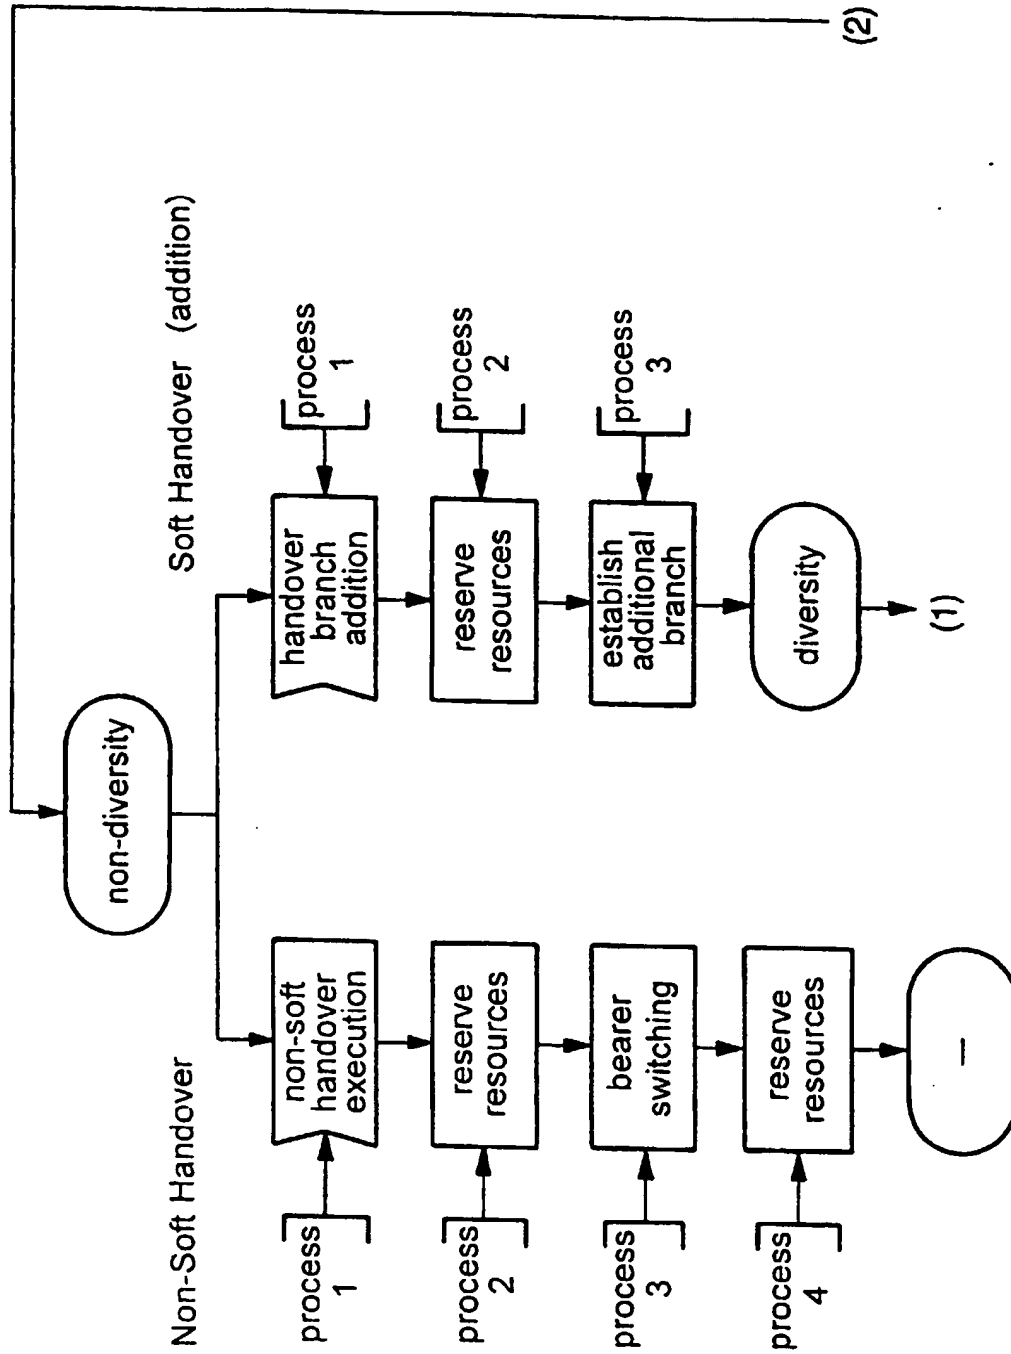 (2)
non-diversity
Non-Soft Handover
process
1
non-soft
handover
execution
process
2
reserve
resources
process
3
bearer
switching
process
4
reserve
resources
–
Soft Handover (addition)
handover
branch
addition
process
1
reserve
resources
process
2
establish
additional
branch
process
3
diversity
(1)